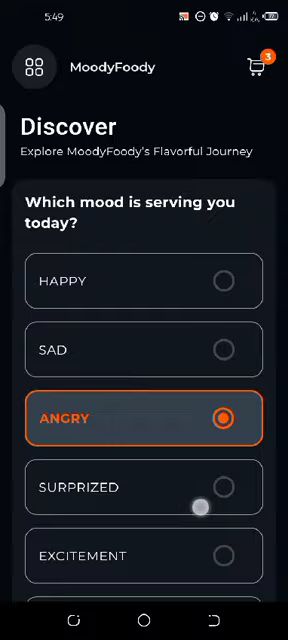 5:49
MoodyFoody
3
Discover
Explore MoodyFoody's Flavorful Journey
Which mood is serving you
today?
HAPPY
SAD
ANGRY
SURPRIZED
EXCITEMENT